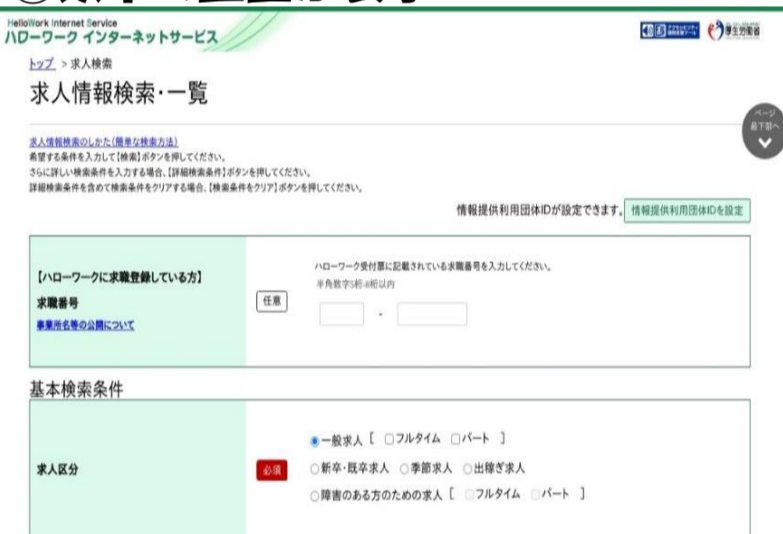 HelloWork Internet Service
ハローワーク インターネットサービス
厚生労働省
トップ > 求人検索
求人情報検索・一覧
ページ
最下部へ
求人情報検索のしかた(簡単な検索方法)
希望する条件を入力して【検索】ボタンを押してください。
さらに詳しい検索条件を入力する場合、【詳細検索条件】ボタンを押してください。
詳細検索条件を含めて検索条件をクリアする場合、【検索条件をクリア】ボタンを押してください。
情報提供利用団体IDが設定できます。 情報提供利用団体IDを設定
【ハローワークに求職登録している方】
求職番号
事業所名等の公開について
任意
ハローワーク受付票に記載されている求職番号を入力してください。
半角数字5桁-8桁以内
-
基本検索条件
求人区分
必須
一般求人 [ フルタイム パート ]
新卒・既卒求人 季節求人 出稼ぎ求人
障害のある方のための求人 [ フルタイム パート ]